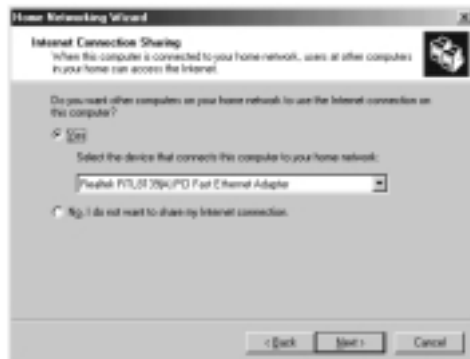 Home Networking Wizard
Internet Connection Sharing
When this computer is connected to your home network, users at other computers
in your home can access the Internet.
Do you want other computers on your home network to use the Internet connection on
this computer?
Yes
Select the device that connects this computer to your home network:
Realtek RTL8139(A)/PCI Fast Ethernet Adapter
No, I do not want to share my Internet connection.
< Back
Next >
Cancel